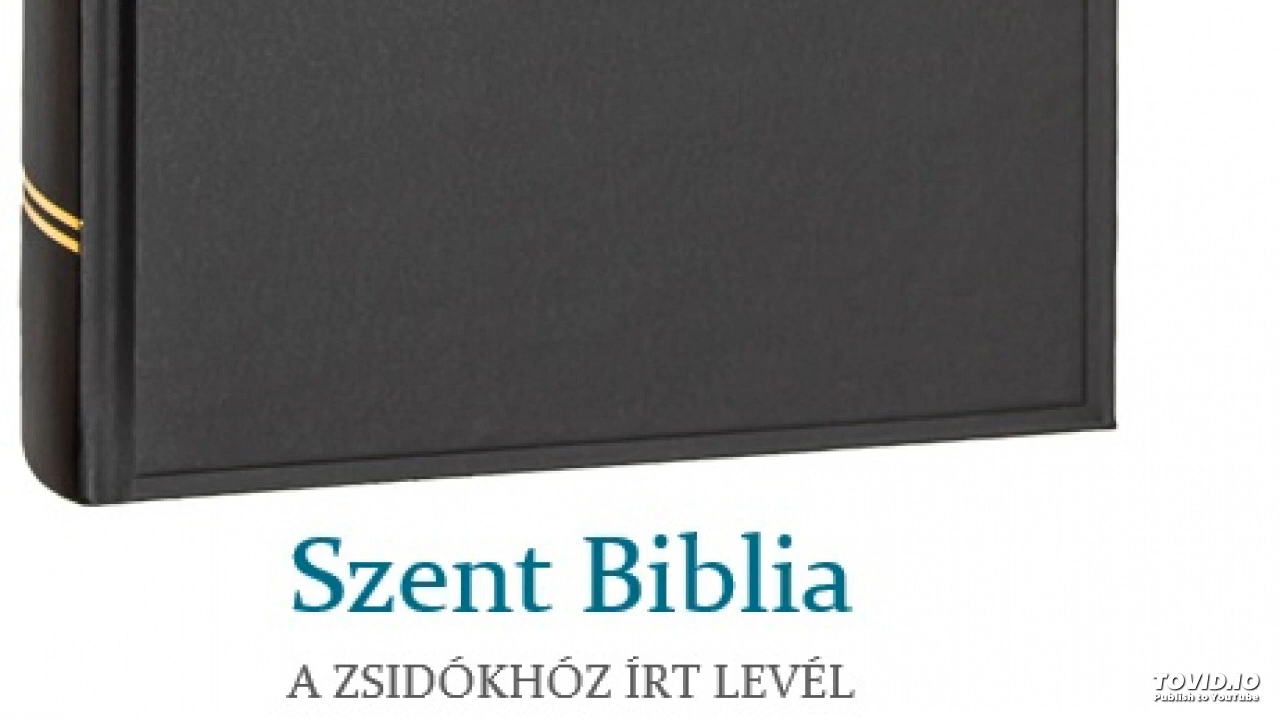 Szent Biblia
A ZSIDÓKHÓZ ÍRT LEVÉL
TOVID.IO
Publish to YouTube